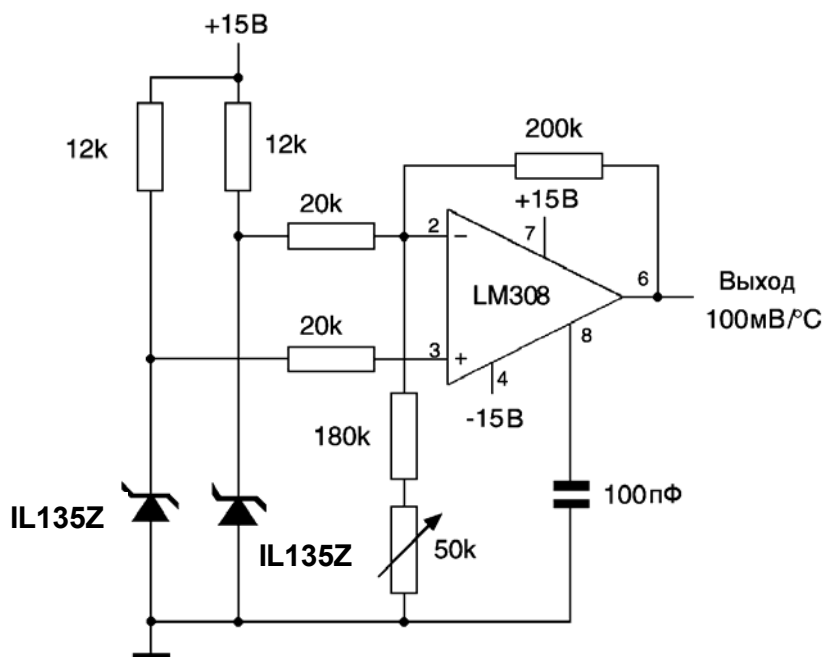 +15В
12k
12k
200k
20k
+15В
2
–
7
LM308
6
Выход
100мВ/°C
20k
3
+
8
4
-15В
180k
100пФ
IL135Z
IL135Z
50k